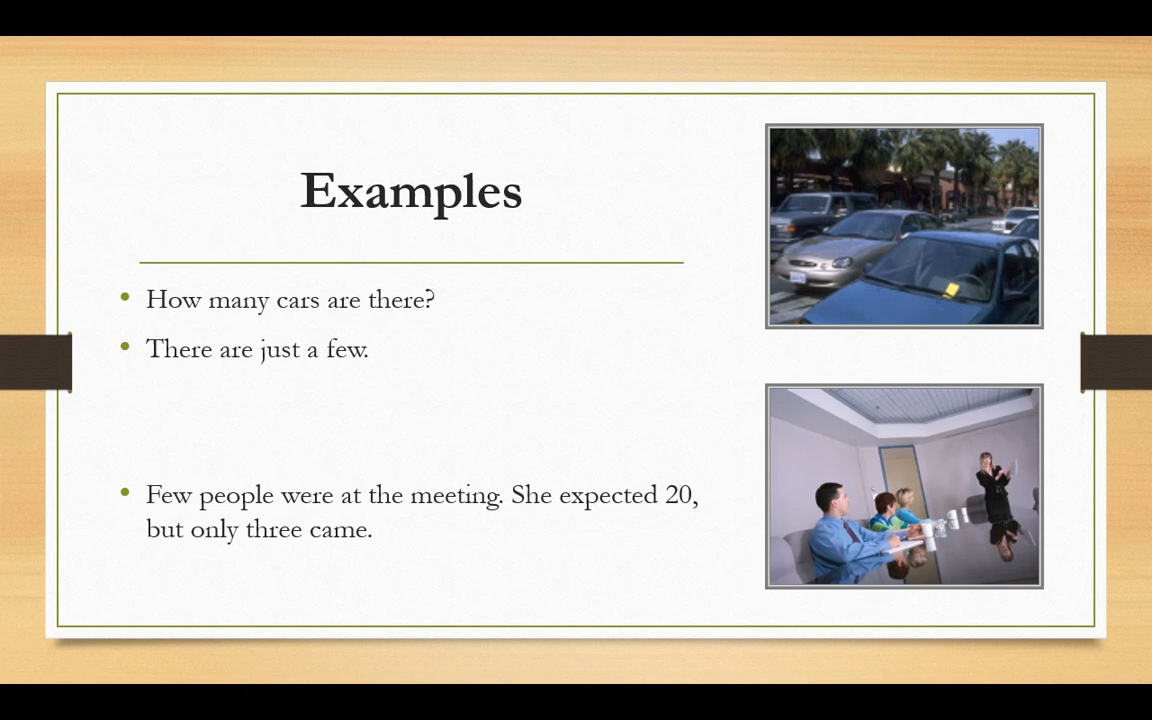 Examples
How many cars are there?
There are just a few.
Few people were at the meeting. She expected 20,
but only three came.